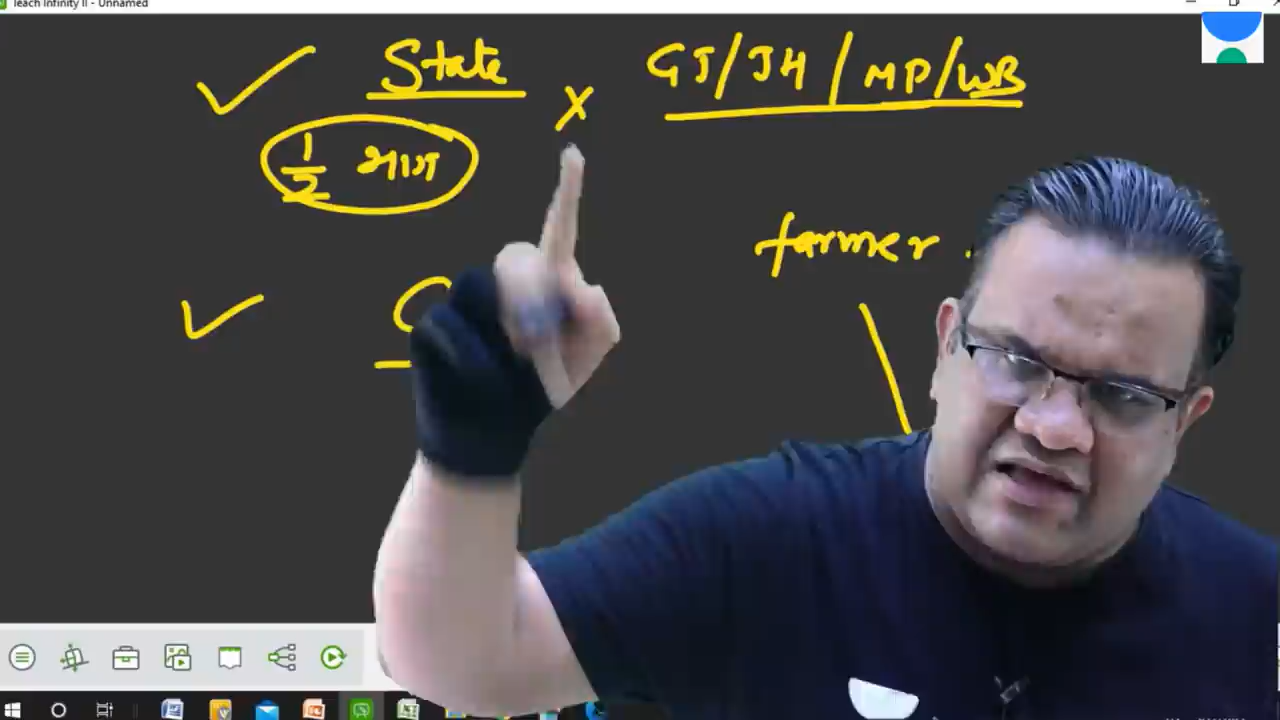 Teach Infinity II - Unnamed
State x GJ/JH/MP/WB
1/2 भाग
farmer
C